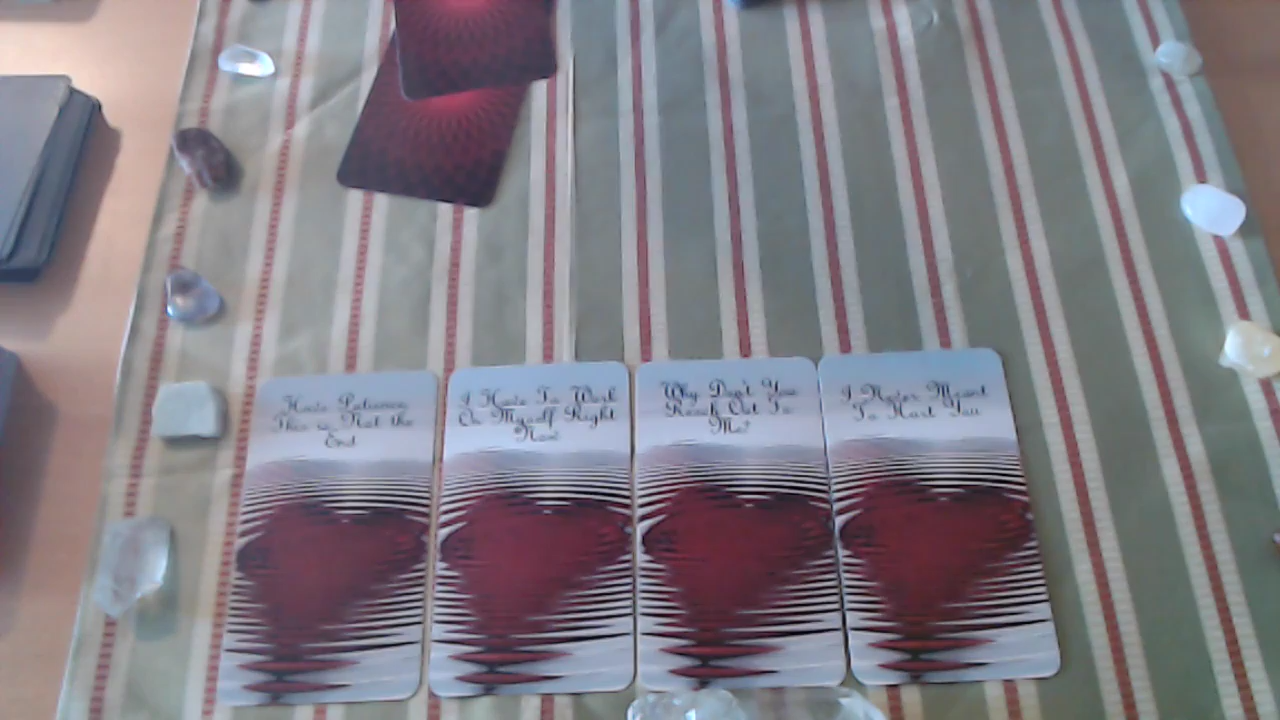 Have Patience
This is Not the
End
I Have To Work
On Myself Right
Now
Why Don't You
Reach Out To
Me?
I Never Meant
To Hurt You